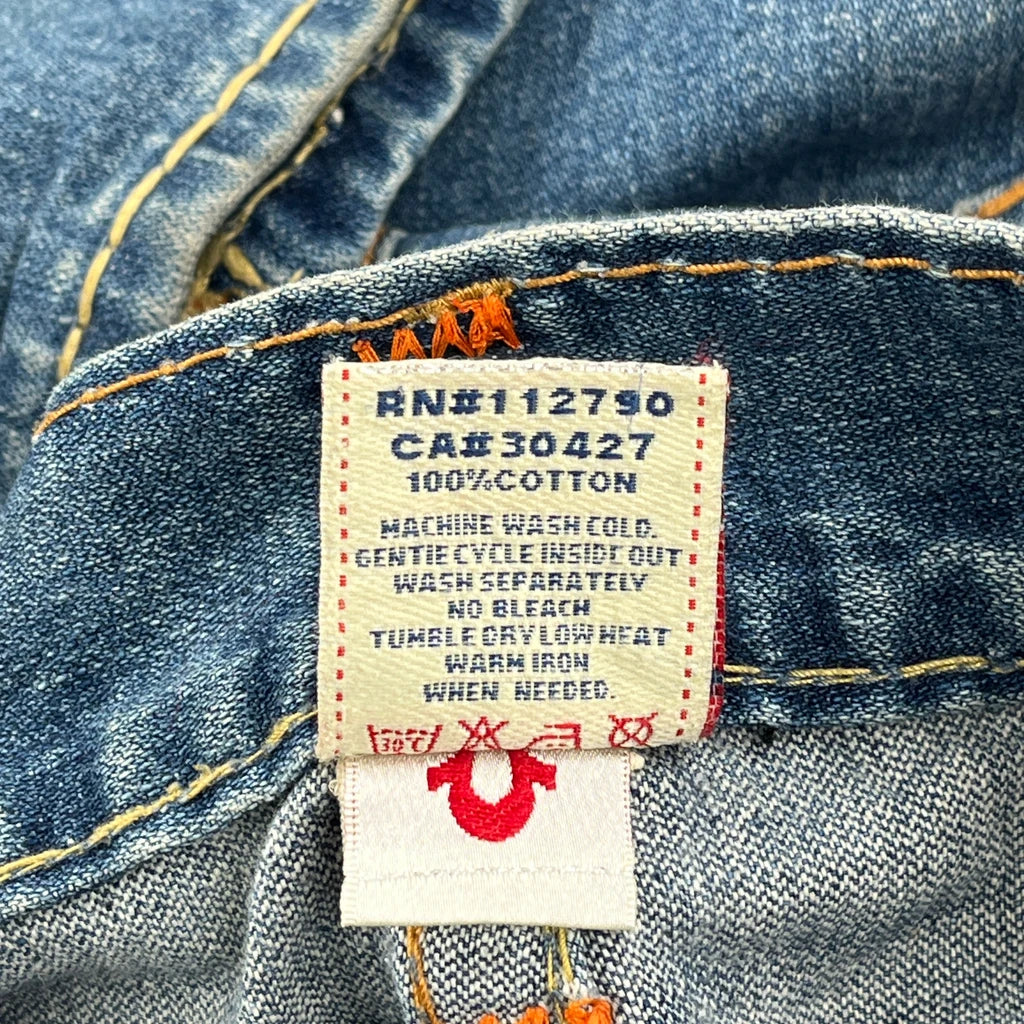 RN#112790
CA#30427
100%COTTON
MACHINE WASH COLD.
GENTIE CYCLE INSIDE OUT
WASH SEPARATELY
NO BLEACH
TUMBLE DRY LOW HEAT
WARM IRON
WHEN NEEDED.
30°C